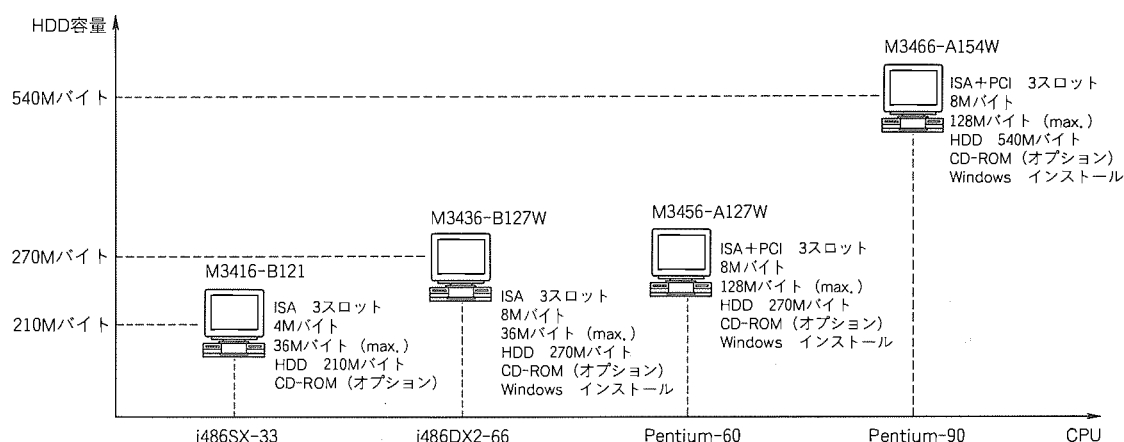 HDD容量
540Mバイト
270Mバイト
210Mバイト
M3416-B121
ISA 3スロット
4Mバイト
36Mバイト (max.)
HDD 210Mバイト
CD-ROM (オプション)
M3436-B127W
ISA 3スロット
8Mバイト
36Mバイト (max.)
HDD 270Mバイト
CD-ROM (オプション)
Windows インストール
M3456-A127W
ISA+PCI 3スロット
8Mバイト
128Mバイト (max.)
HDD 270Mバイト
CD-ROM (オプション)
Windows インストール
M3466-A154W
ISA+PCI 3スロット
8Mバイト
128Mバイト (max.)
HDD 540Mバイト
CD-ROM (オプション)
Windows インストール
i486SX-33
i486DX2-66
Pentium-60
Pentium-90
CPU